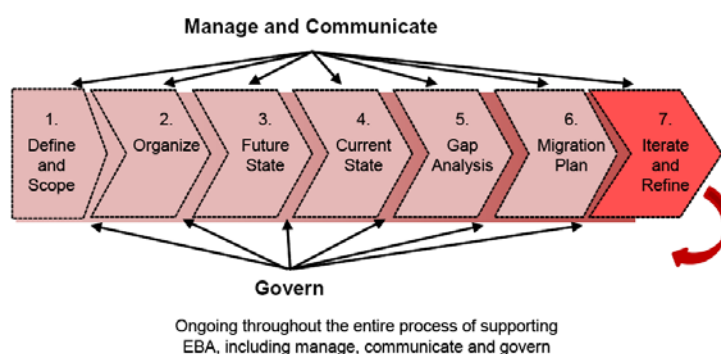 Manage and Communicate
1.
Define
and
Scope
2.
Organize
3.
Future
State
4.
Current
State
5.
Gap
Analysis
6.
Migration
Plan
7.
Iterate
and
Refine
Govern
Ongoing throughout the entire process of supporting
EBA, including manage, communicate and govern